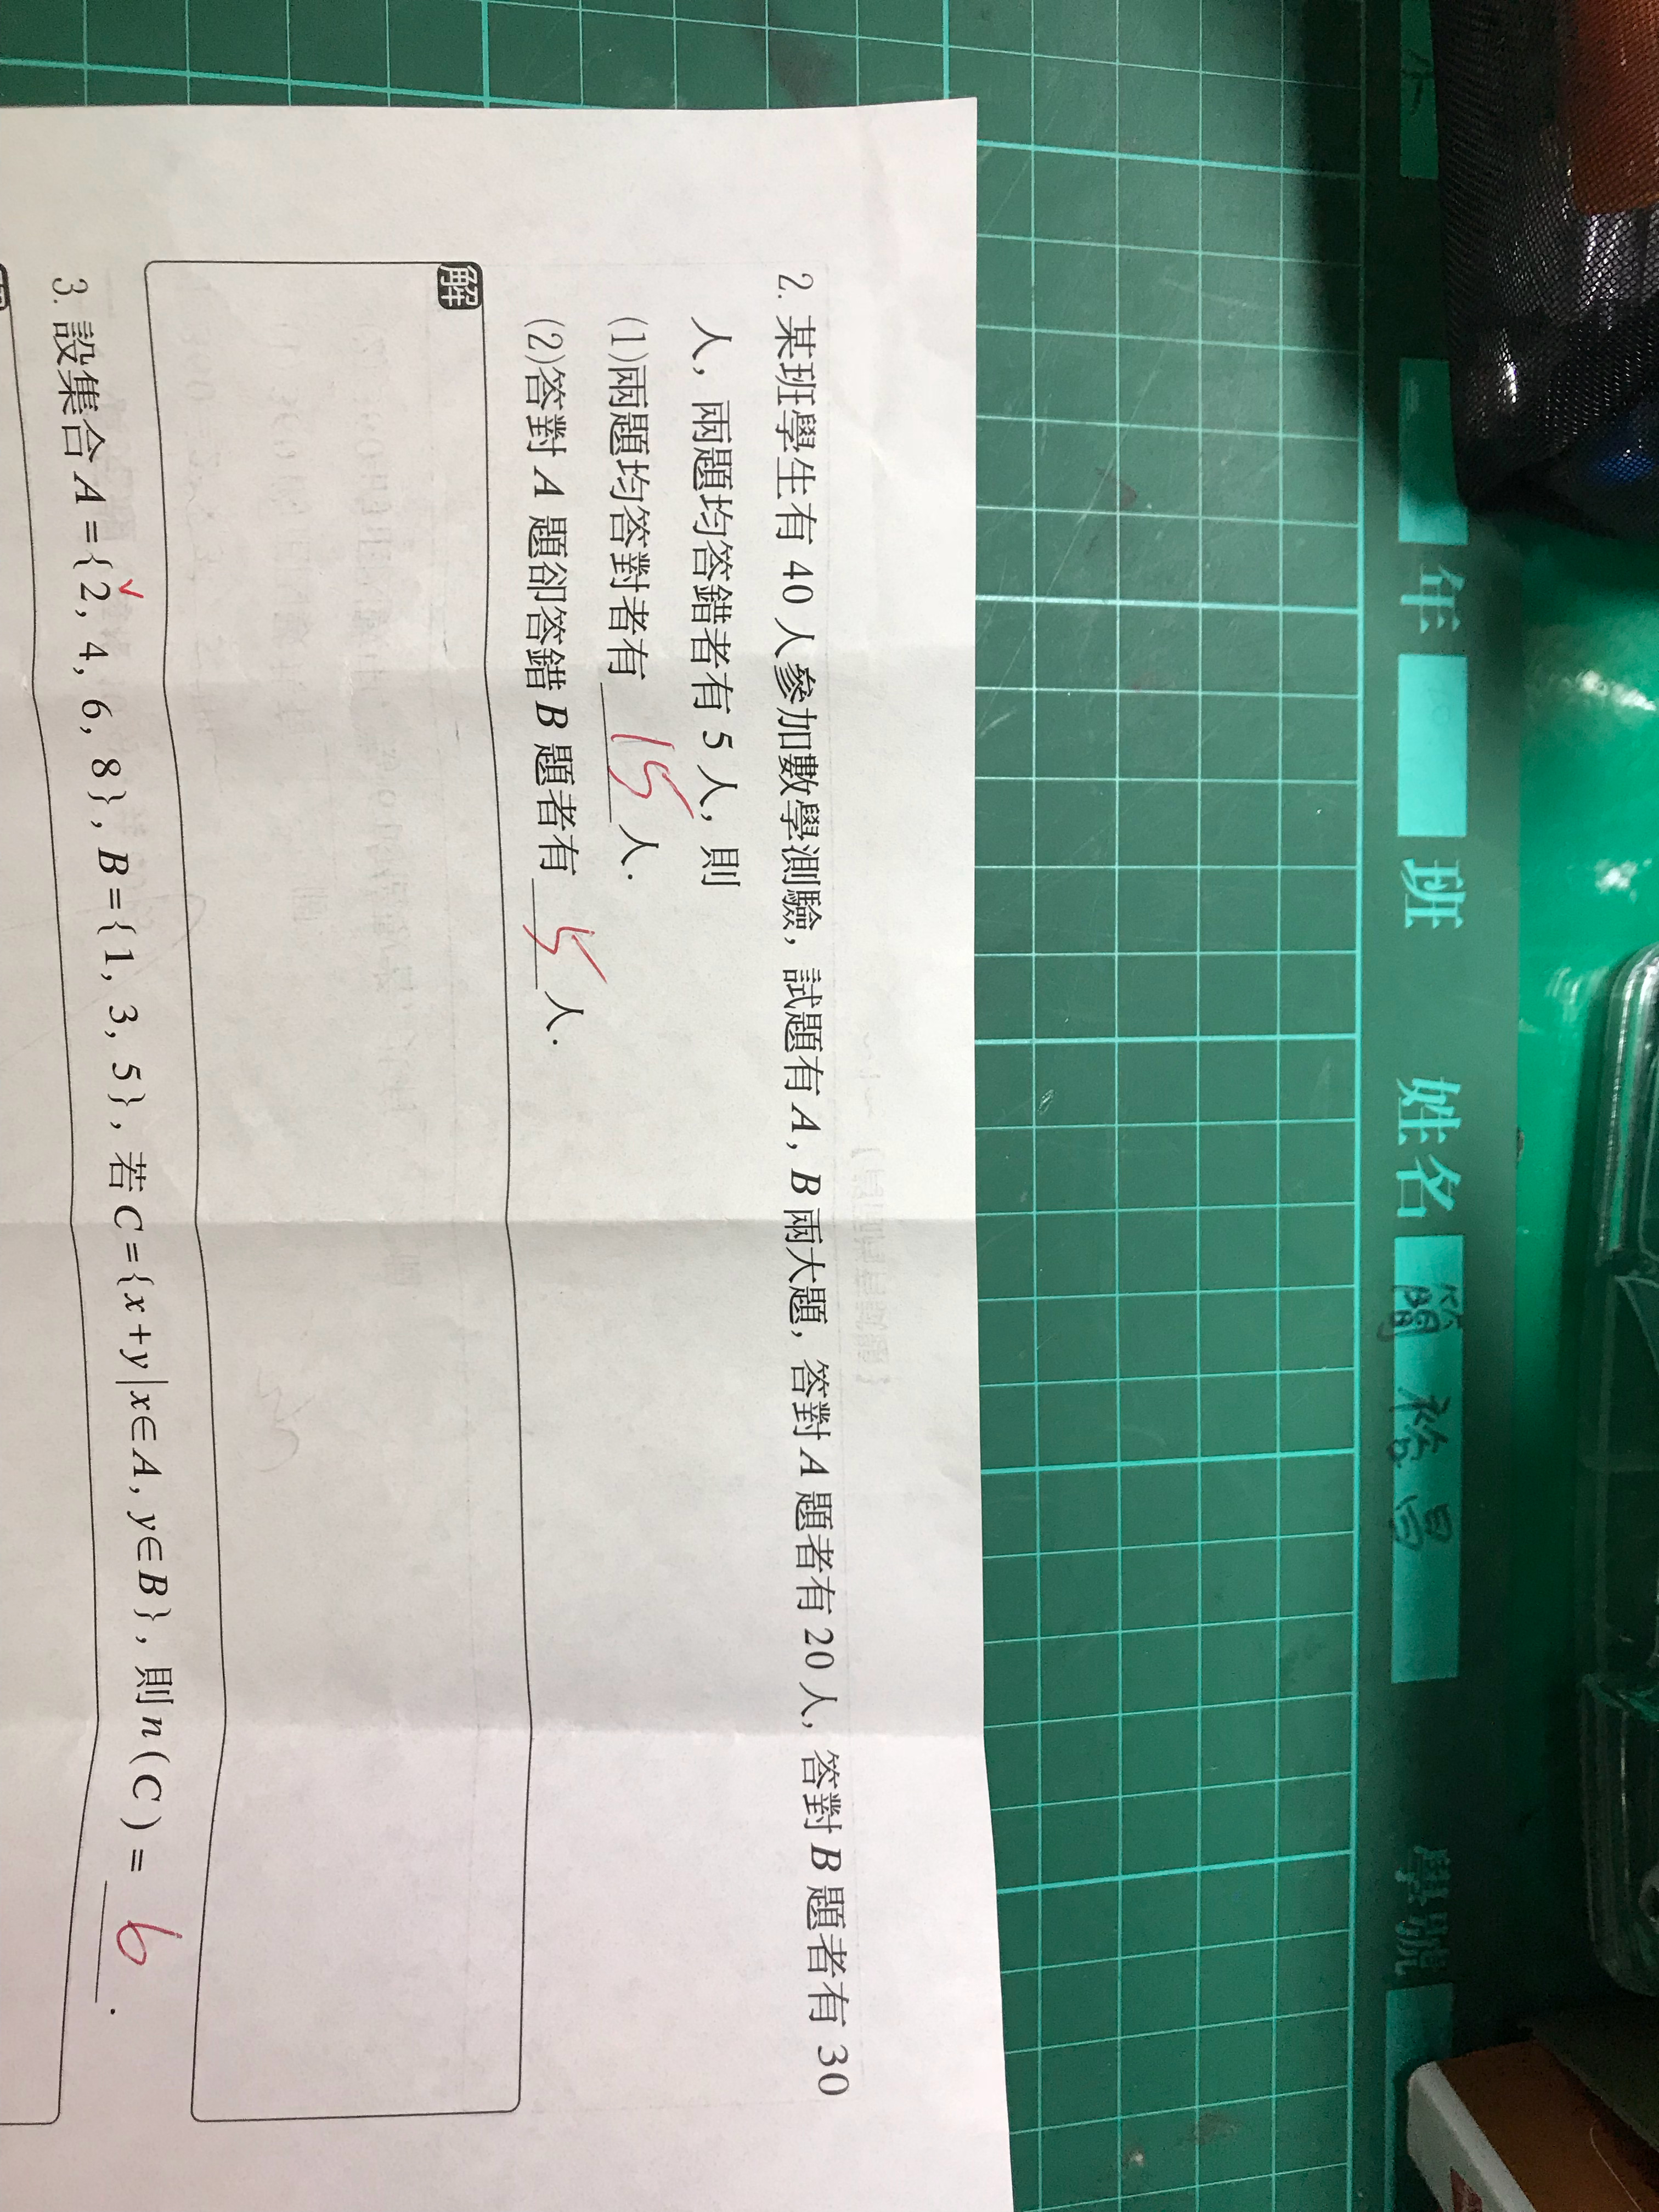 年 班 姓名 學號
2. 某班學生有 40 人參加數學測驗，試題有 A，B 兩大題，答對 A 題者有 20 人，答對 B 題者有 30
人，兩題均答錯者有 5 人，則
(1)兩題均答對者有 15 人.
(2)答對 A 題卻答錯 B 題者有 5 人.
解
3. 設集合 A={2, 4, 6, 8}, B={1, 3, 5}, 若 C={x+y|x∈A, y∈B}, 則 n(C)= 6 .